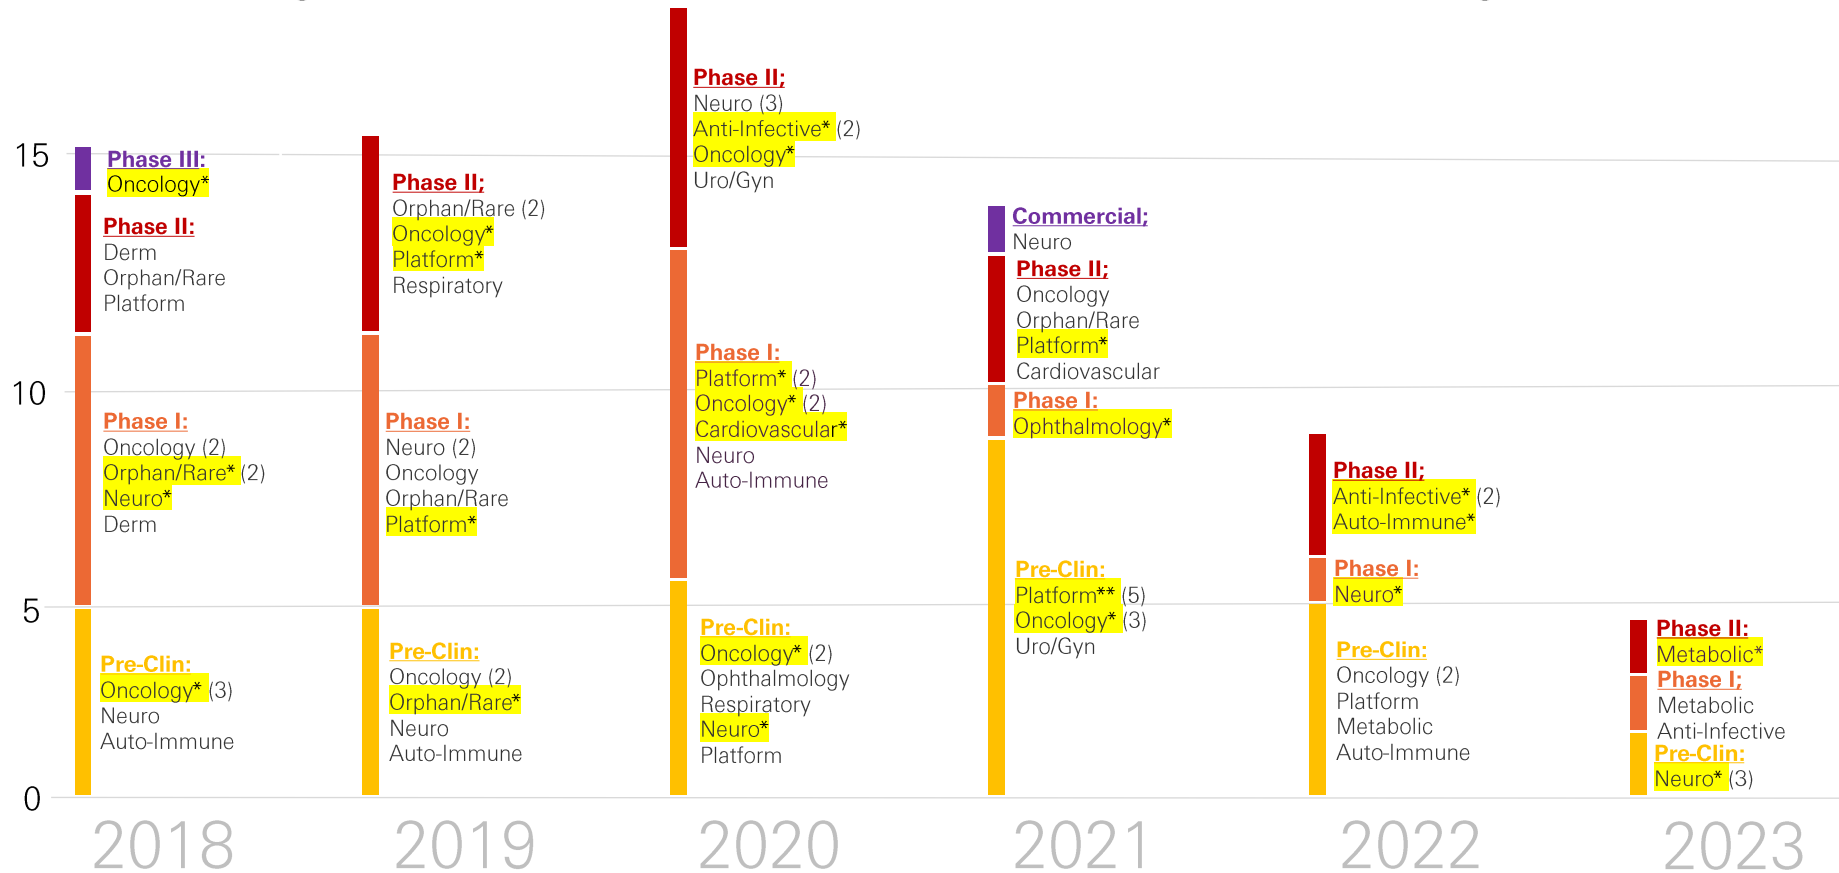 15
10
5
0
Phase III:
Oncology*
Phase II:
Derm
Orphan/Rare
Platform
Phase I:
Oncology (2)
Orphan/Rare* (2)
Neuro*
Derm
Pre-Clin:
Oncology* (3)
Neuro
Auto-Immune
2018
Phase II;
Orphan/Rare (2)
Oncology*
Platform*
Respiratory
Phase I:
Neuro (2)
Oncology
Orphan/Rare
Platform*
Pre-Clin:
Oncology (2)
Orphan/Rare*
Neuro
Auto-Immune
2019
Phase II;
Neuro (3)
Anti-Infective* (2)
Oncology*
Uro/Gyn
Phase I:
Platform* (2)
Oncology* (2)
Cardiovascular*
Neuro
Auto-Immune
Pre-Clin:
Oncology* (2)
Ophthalmology
Respiratory
Neuro*
Platform
2020
Commercial;
Neuro
Phase II;
Oncology
Orphan/Rare
Platform*
Cardiovascular
Phase I:
Ophthalmology*
Pre-Clin:
Platform** (5)
Oncology* (3)
Uro/Gyn
2021
Phase II;
Anti-Infective* (2)
Auto-Immune*
Phase I:
Neuro*
Pre-Clin:
Oncology (2)
Platform
Metabolic
Auto-Immune
2022
Phase II:
Metabolic*
Phase I;
Metabolic
Anti-Infective
Pre-Clin:
Neuro* (3)
2023